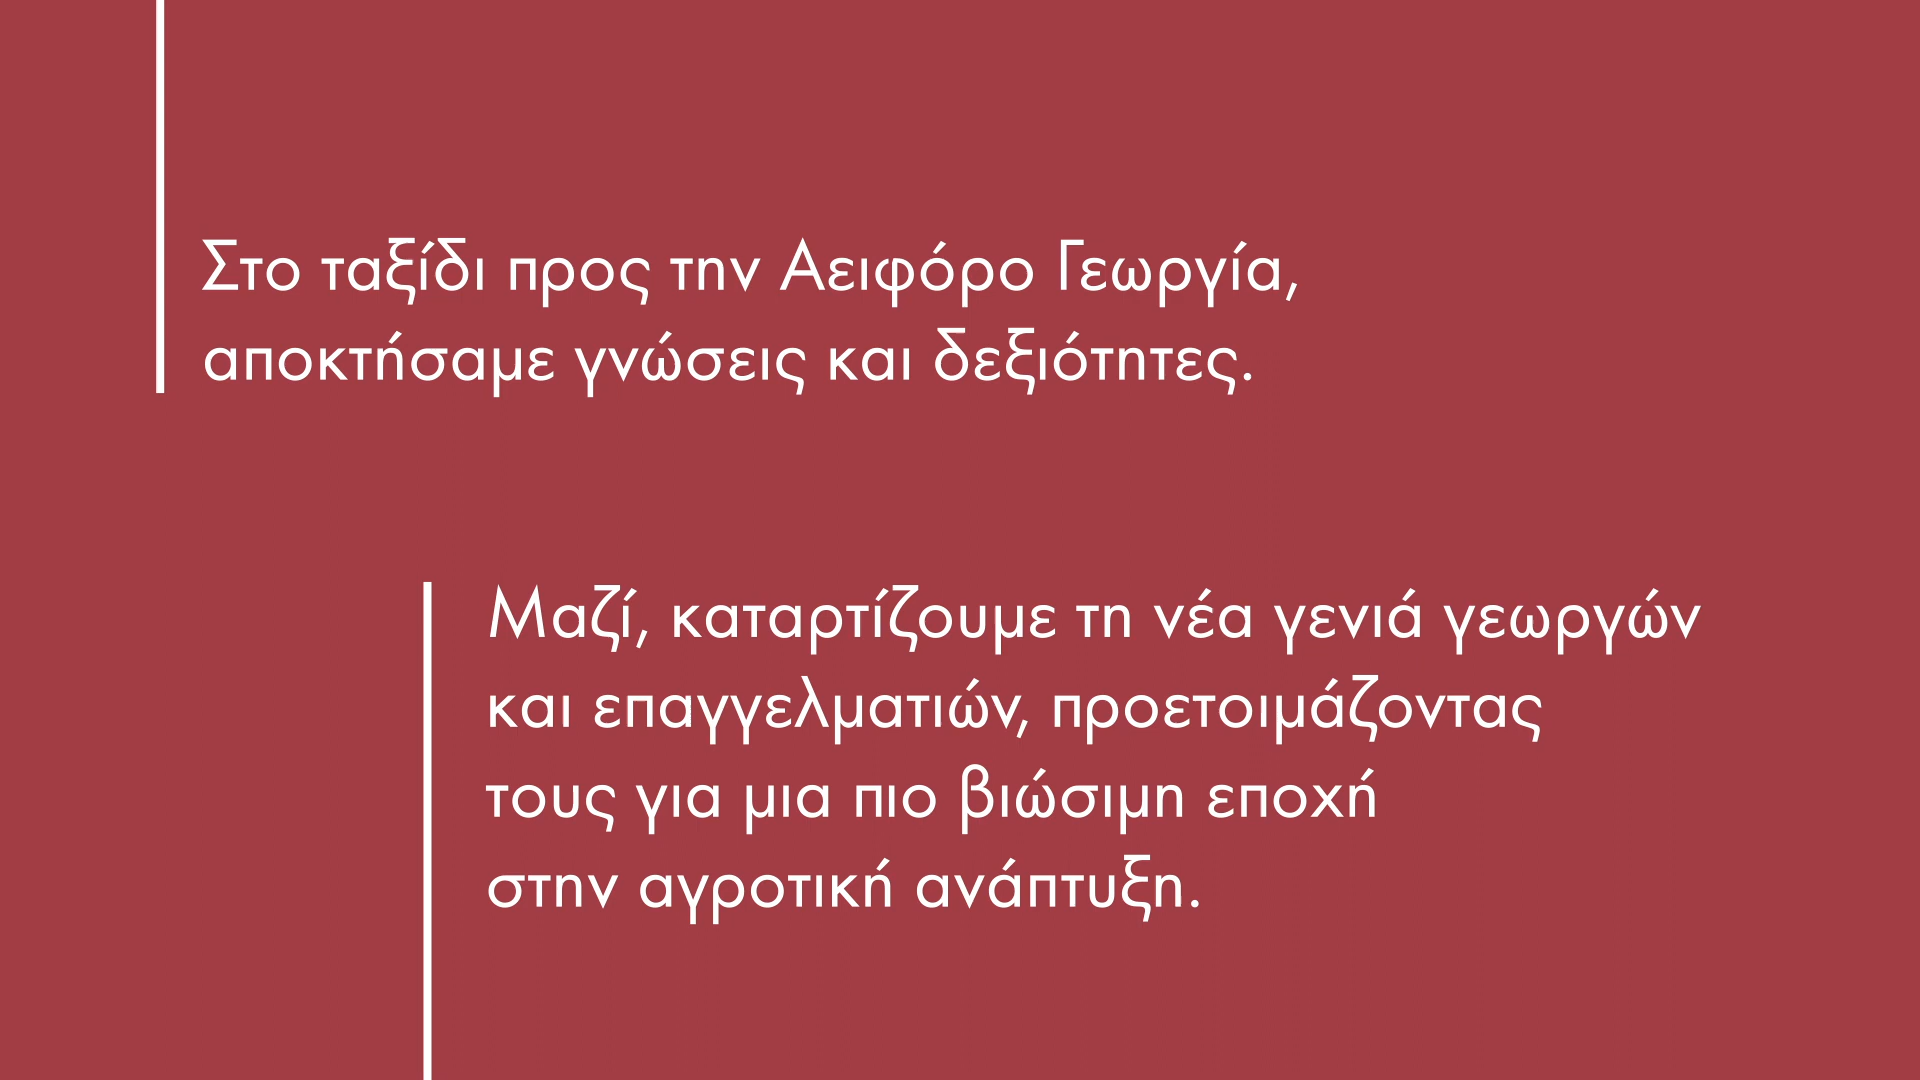 Στο ταξίδι προς την Αειφόρο Γεωργία,
αποκτήσαμε γνώσεις και δεξιότητες.
Μαζί, καταρτίζουμε τη νέα γενιά γεωργών
και επαγγελματιών, προετοιμάζοντας
τους για μια πιο βιώσιμη εποχή
στην αγροτική ανάπτυξη.